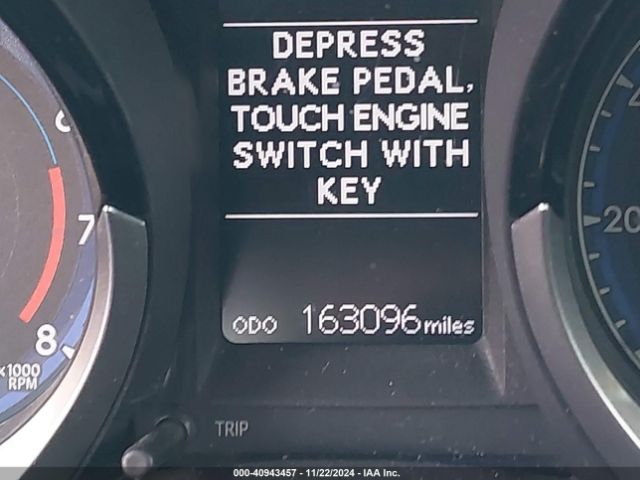 DEPRESS
BRAKE PEDAL,
TOUCH ENGINE
SWITCH WITH
KEY
6
7
8
×1000
RPM
20
ODO 163096 miles
TRIP
000-40943457 - 11/22/2024 - IAA Inc.